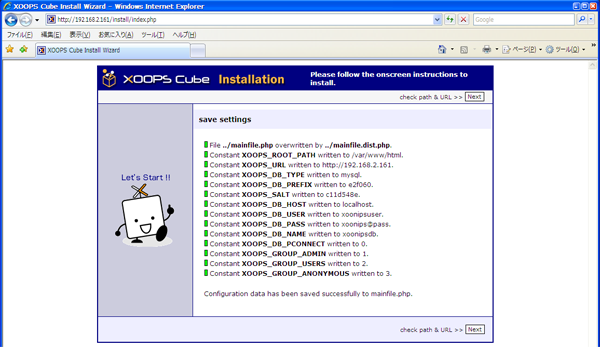 XOOPS Cube Install Wizard - Windows Internet Explorer
http://192.168.2.161/install/index.php
Google
ファイル(F) 編集(E) 表示(V) お気に入り(A) ツール(T) ヘルプ(H)
XOOPS Cube Install Wizard
ページ(P) ツール(O)
XOOPS Cube Installation
Please follow the onscreen instructions to
install.
check path & URL >> Next
save settings
File ../mainfile.php overwritten by ../mainfile.dist.php.
Constant XOOPS_ROOT_PATH written to /var/www/html.
Constant XOOPS_URL written to http://192.168.2.161.
Constant XOOPS_DB_TYPE written to mysql.
Constant XOOPS_DB_PREFIX written to e2f060.
Constant XOOPS_SALT written to c11d548e.
Constant XOOPS_DB_HOST written to localhost.
Constant XOOPS_DB_USER written to xoonipsuser.
Constant XOOPS_DB_PASS written to xoonips@pass.
Constant XOOPS_DB_NAME written to xoonipsdb.
Constant XOOPS_DB_PCONNECT written to 0.
Constant XOOPS_GROUP_ADMIN written to 1.
Constant XOOPS_GROUP_USERS written to 2.
Constant XOOPS_GROUP_ANONYMOUS written to 3.
Configuration data has been saved successfully to mainfile.php.
Let's Start !!
check path & URL >> Next